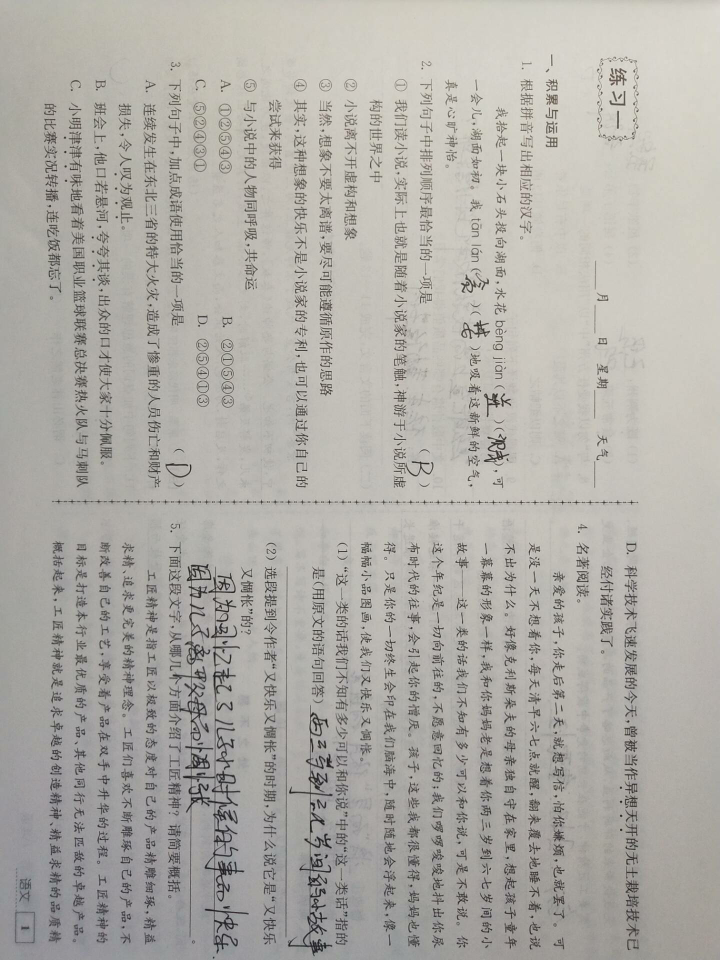 练习一
____月____日 星期____ 天气____
一、积累与运用
1. 根据拼音写出相应的汉字。
我拾起一块小石头投向湖面,水花 bèng jiàn (迸)(溅),可
一会儿,湖面如初。我 tān lán (贪)(婪)地吸着这新鲜的空气,
真是心旷神怡。
2. 下列句子中排列顺序最恰当的一项是 (B)
① 我们读小说,实际上也就是随着小说家的笔触,神游于小说所虚
构的世界之中
② 小说离不开虚构和想象
③ 当然,想象不要太离谱,要尽可能遵循原作的思路
④ 其实,这种想象的快乐不是小说家的专利,也可以通过你自己的
尝试来获得
⑤ 与小说中的人物同呼吸,共命运
A. ①②⑤④③ B. ②①⑤④③
C. ⑤②④③① D. ②⑤④①③
3. 下列句子中,加点成语使用恰当的一项是 (D)
A. 连续发生在东北三省的特大火灾,造成了惨重的人员伤亡和财产
损失,令人叹为观止。
B. 班会上,他口若悬河,夸夸其谈,出众的口才使大家十分佩服。
C. 小明津津有味地看着美国职业篮球联赛总决赛热火队与马刺队
的比赛实况转播,连吃饭都忘了。
D. 科学技术飞速发展的今天,曾被当作异想天开的无土栽培技术已
经付诸实践了。
4. 名著阅读。
亲爱的孩子,你走后第二天,就想写信,怕你嫌烦,也就罢了。可
是没一天不想着你,每天清早六七点就醒,翻来覆去地睡不着,也说
不出为什么。好像克利斯朵夫的母亲独自守在家里,想起孩子童年
一幕幕的形象一样,我和你妈妈老是想着你两三岁到六七岁间的小
故事——这一类的话我们不知有多少可以和你说,可是不敢说。你
这个年纪是一切向前往的,不愿意回忆的;我们啰啰唆唆地抖出你尿
布时代的往事,会引起你的憎厌。孩子,这些我都很懂得,妈妈也懂
得。只是你的一切终生会印在我们脑海中,随时随地会浮起来,像一
幅幅小品图画,使我们又快乐又惆怅。
(1)“这一类的话我们不知有多少可以和你说”中的“这一类话”指的
是(用原文的语句回答) 两三岁到六七岁间的小故事
(2) 选段提到令作者“又快乐又惆怅”的时期,为什么说它是“又快乐
又惆怅”的?
因为回忆起了儿子小时候的事而快乐,
因为儿子离开父母而惆怅。
5. 下面这段文字,从哪几个方面介绍了工匠精神?请简要概括。
工匠精神是指工匠以极致的态度对自己的产品精雕细琢,精益
求精、追求更完美的精神理念。工匠们喜欢不断雕琢自己的产品,不
断改善自己的工艺,享受着产品在双手中升华的过程。工匠精神的
目标是打造本行业最优质的产品、其他同行无法匹敌的卓越产品。
概括起来,工匠精神就是追求卓越的创造精神、精益求精的品质精
语文 1